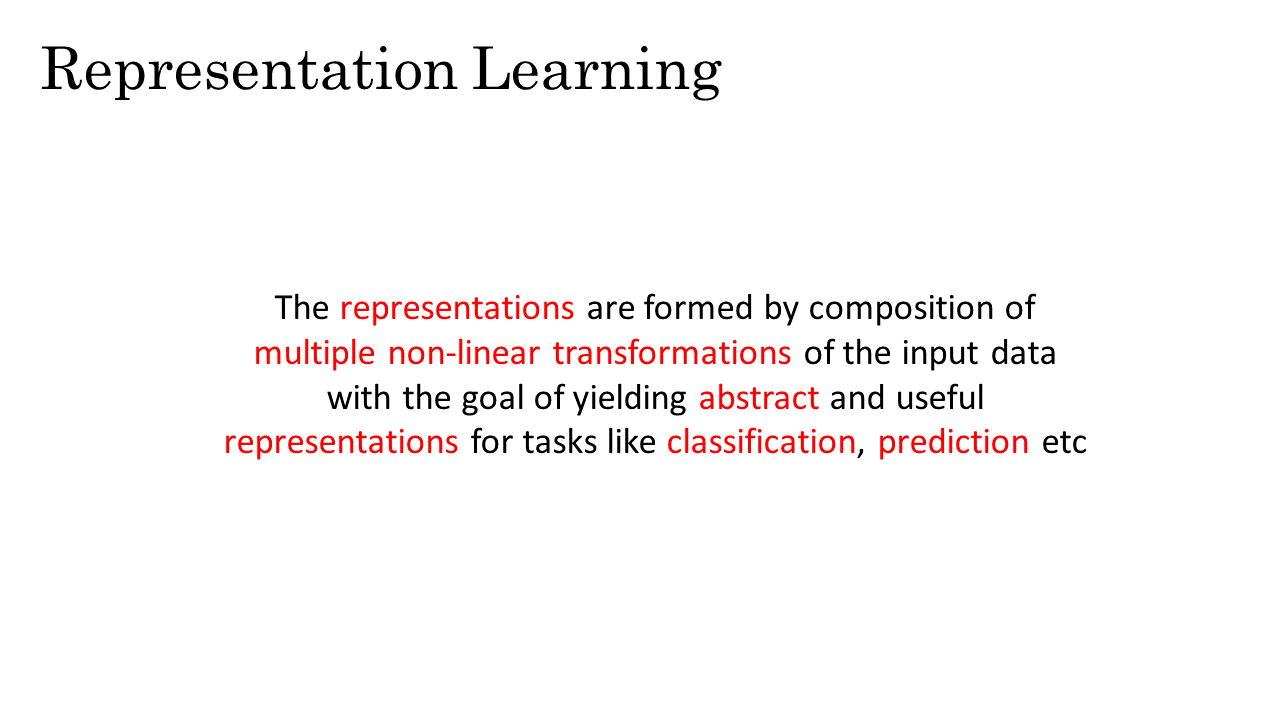 Representation Learning
The representations are formed by composition of
multiple non-linear transformations of the input data
with the goal of yielding abstract and useful
representations for tasks like classification, prediction etc